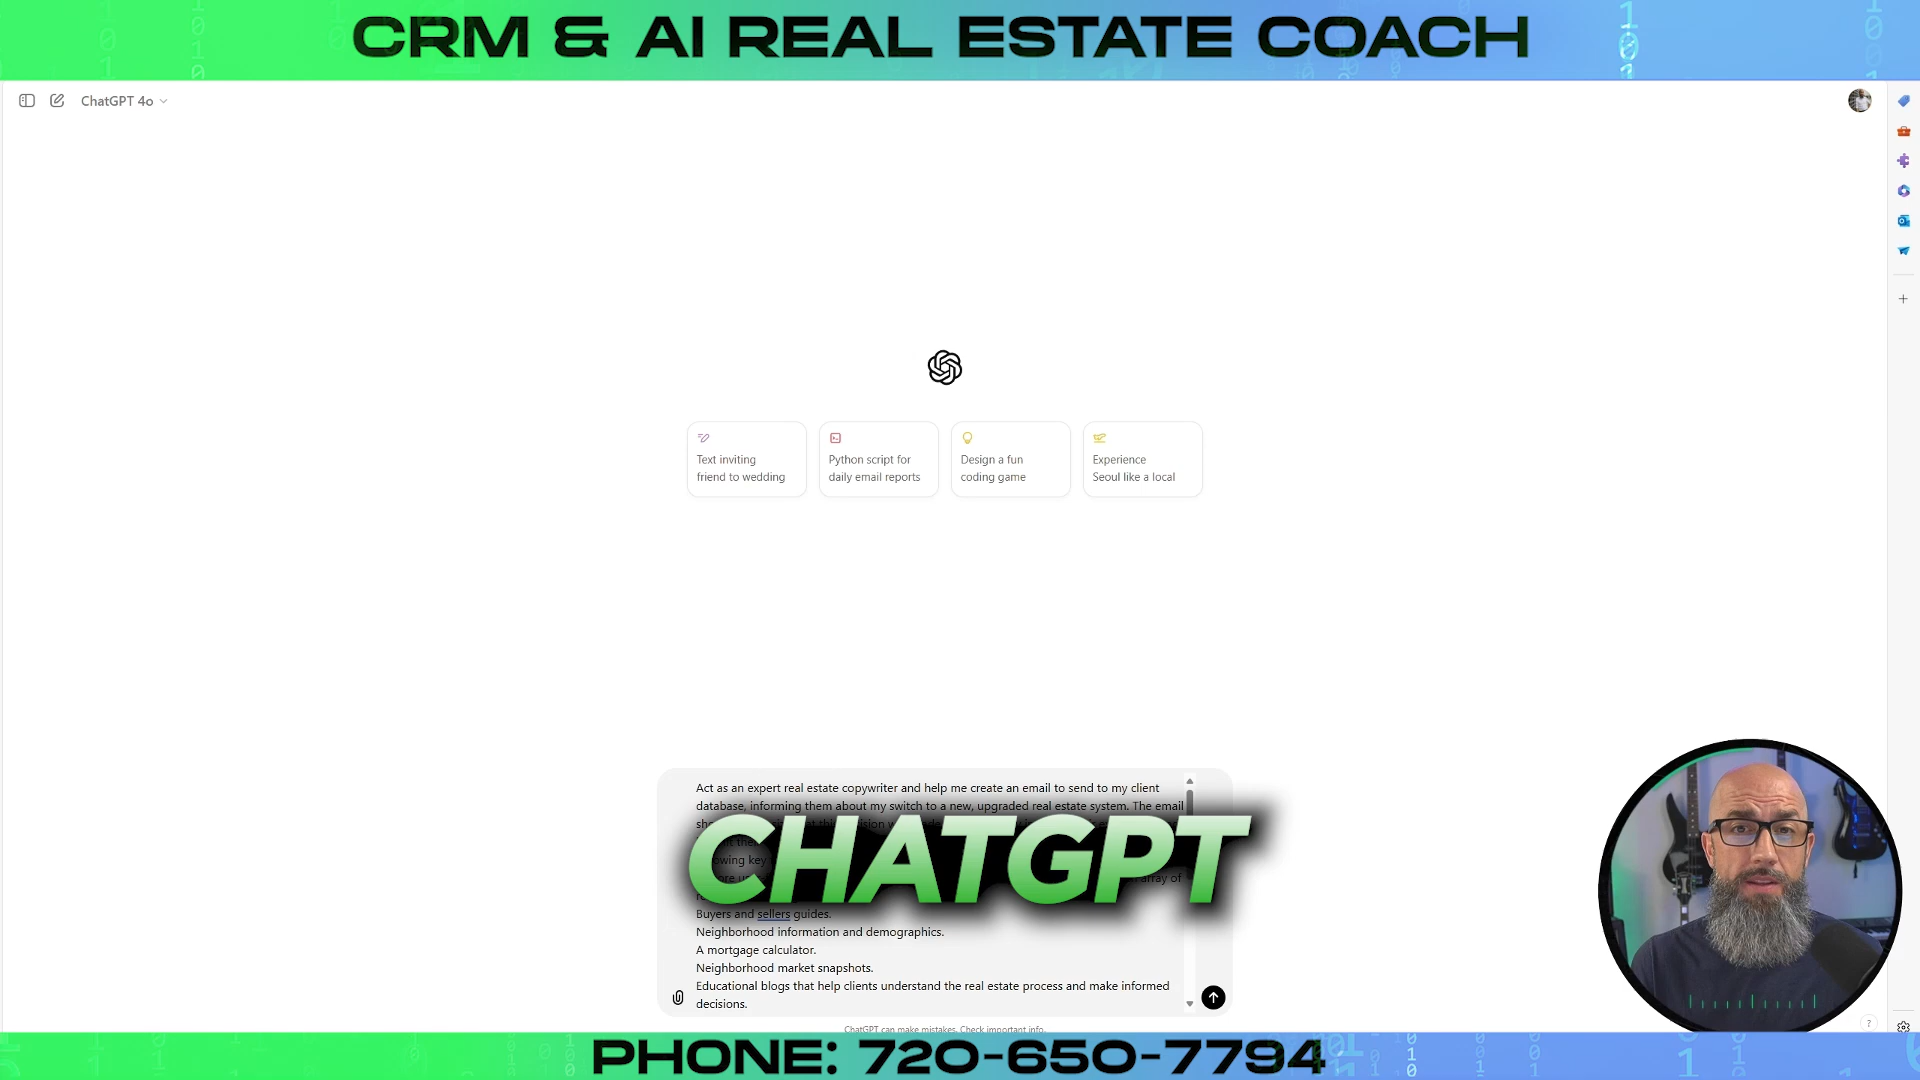 CRM & AI REAL ESTATE COACH
ChatGPT 4o
Text inviting
friend to wedding
Python script for
daily email reports
Design a fun
coding game
Experience
Seoul like a local
Act as an expert real estate copywriter and help me create an email to send to my client
database, informing them about my switch to a new, upgraded real estate system. The email
CHATGPT
array of
Buyers and sellers guides.
Neighborhood information and demographics.
A mortgage calculator.
Neighborhood market snapshots.
Educational blogs that help clients understand the real estate process and make informed
decisions.
ChatGPT can make mistakes. Check important info.
?
PHONE: 720-650-7794